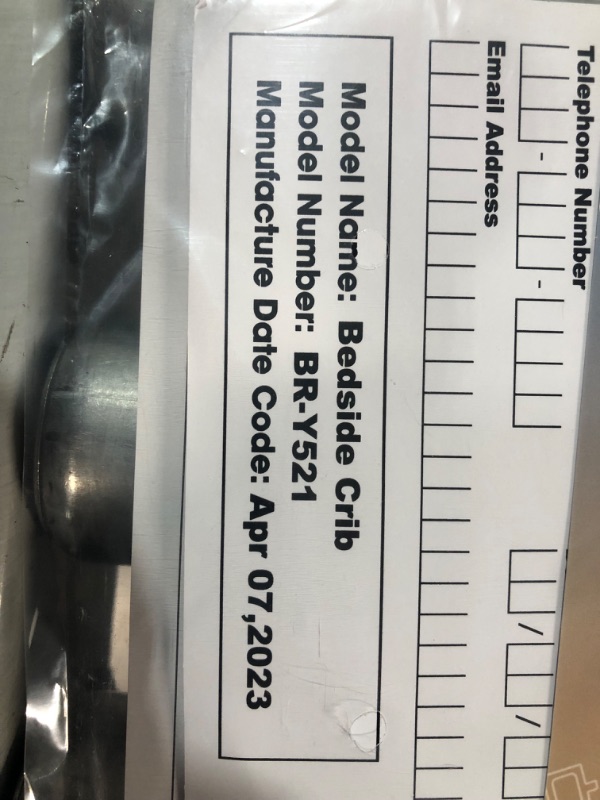 Telephone Number
Email Address
Model Name: Bedside Crib
Model Number: BR-Y521
Manufacture Date Code: Apr 07,2023